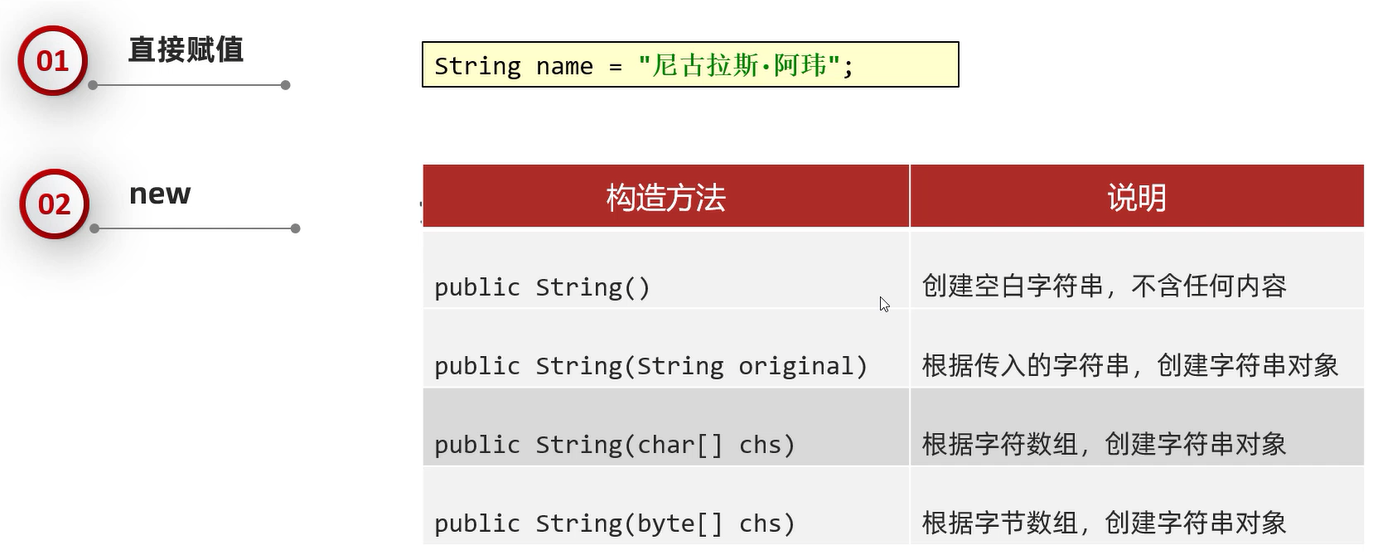 01 直接赋值
String name = "尼古拉斯·阿玮";
02 new
构造方法 说明
public String() 创建空白字符串，不含任何内容
public String(String original) 根据传入的字符串，创建字符串对象
public String(char[] chs) 根据字符数组，创建字符串对象
public String(byte[] chs) 根据字节数组，创建字符串对象